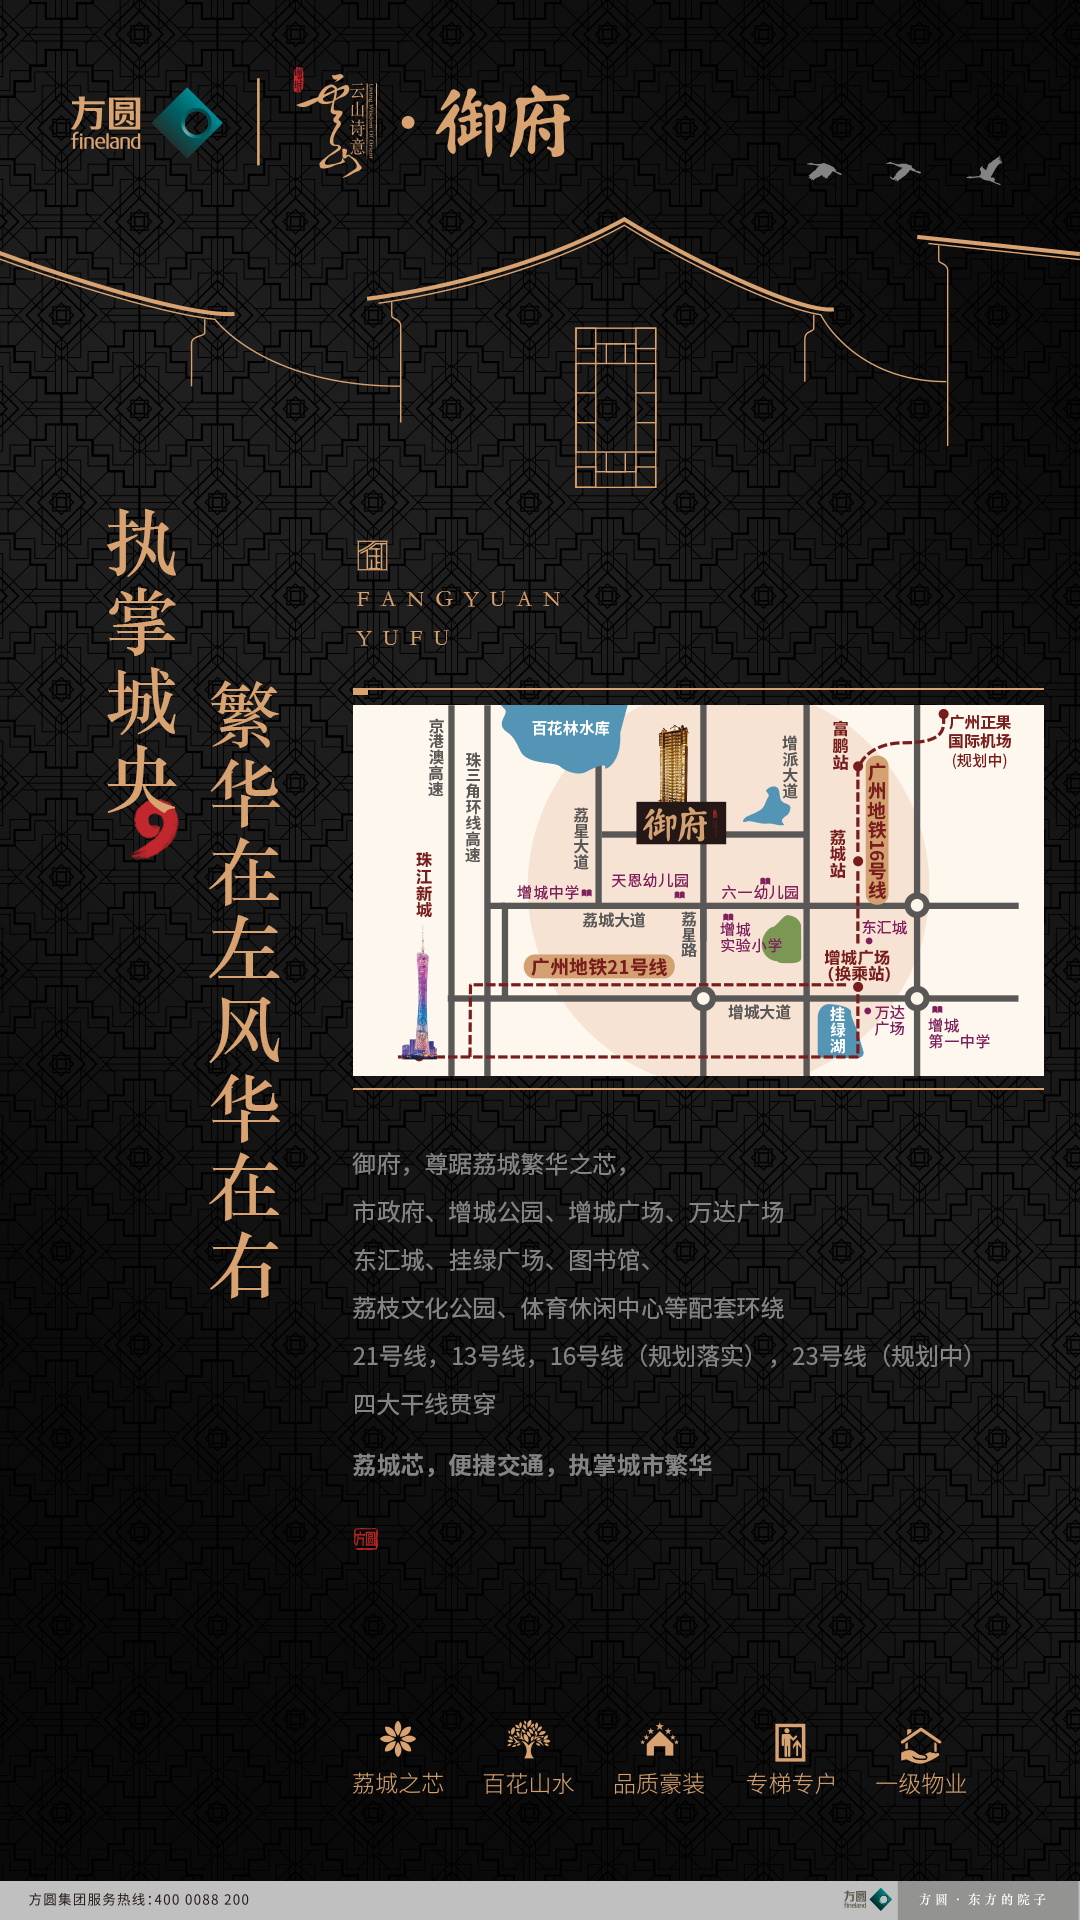 方圆
fineland
云山
云山诗意
Living Wisdom Of Orient
·御府
执掌城央
繁华在左风华在右
御
FANGYUAN
YUFU
京港澳高速
珠三角环线高速
百花林水库
增派大道
富鹏站
广州正果
国际机场
(规划中)
广州地铁16号线
荔星大道
御府
荔城站
珠江新城
增城中学
天恩幼儿园
六一幼儿园
荔城大道
荔星路
增城
实验小学
东汇城
增城广场
(换乘站)
广州地铁21号线
增城大道
挂绿湖
万达
广场
增城
第一中学
御府，尊踞荔城繁华之芯，
市政府、增城公园、增城广场、万达广场
东汇城、挂绿广场、图书馆、
荔枝文化公园、体育休闲中心等配套环绕
21号线，13号线，16号线（规划落实），23号线（规划中）
四大干线贯穿
荔城芯，便捷交通，执掌城市繁华
方圆
荔城之芯
百花山水
品质豪装
专梯专户
一级物业
方圆集团服务热线：400 0088 200
方圆
fineland
方圆·东方的院子